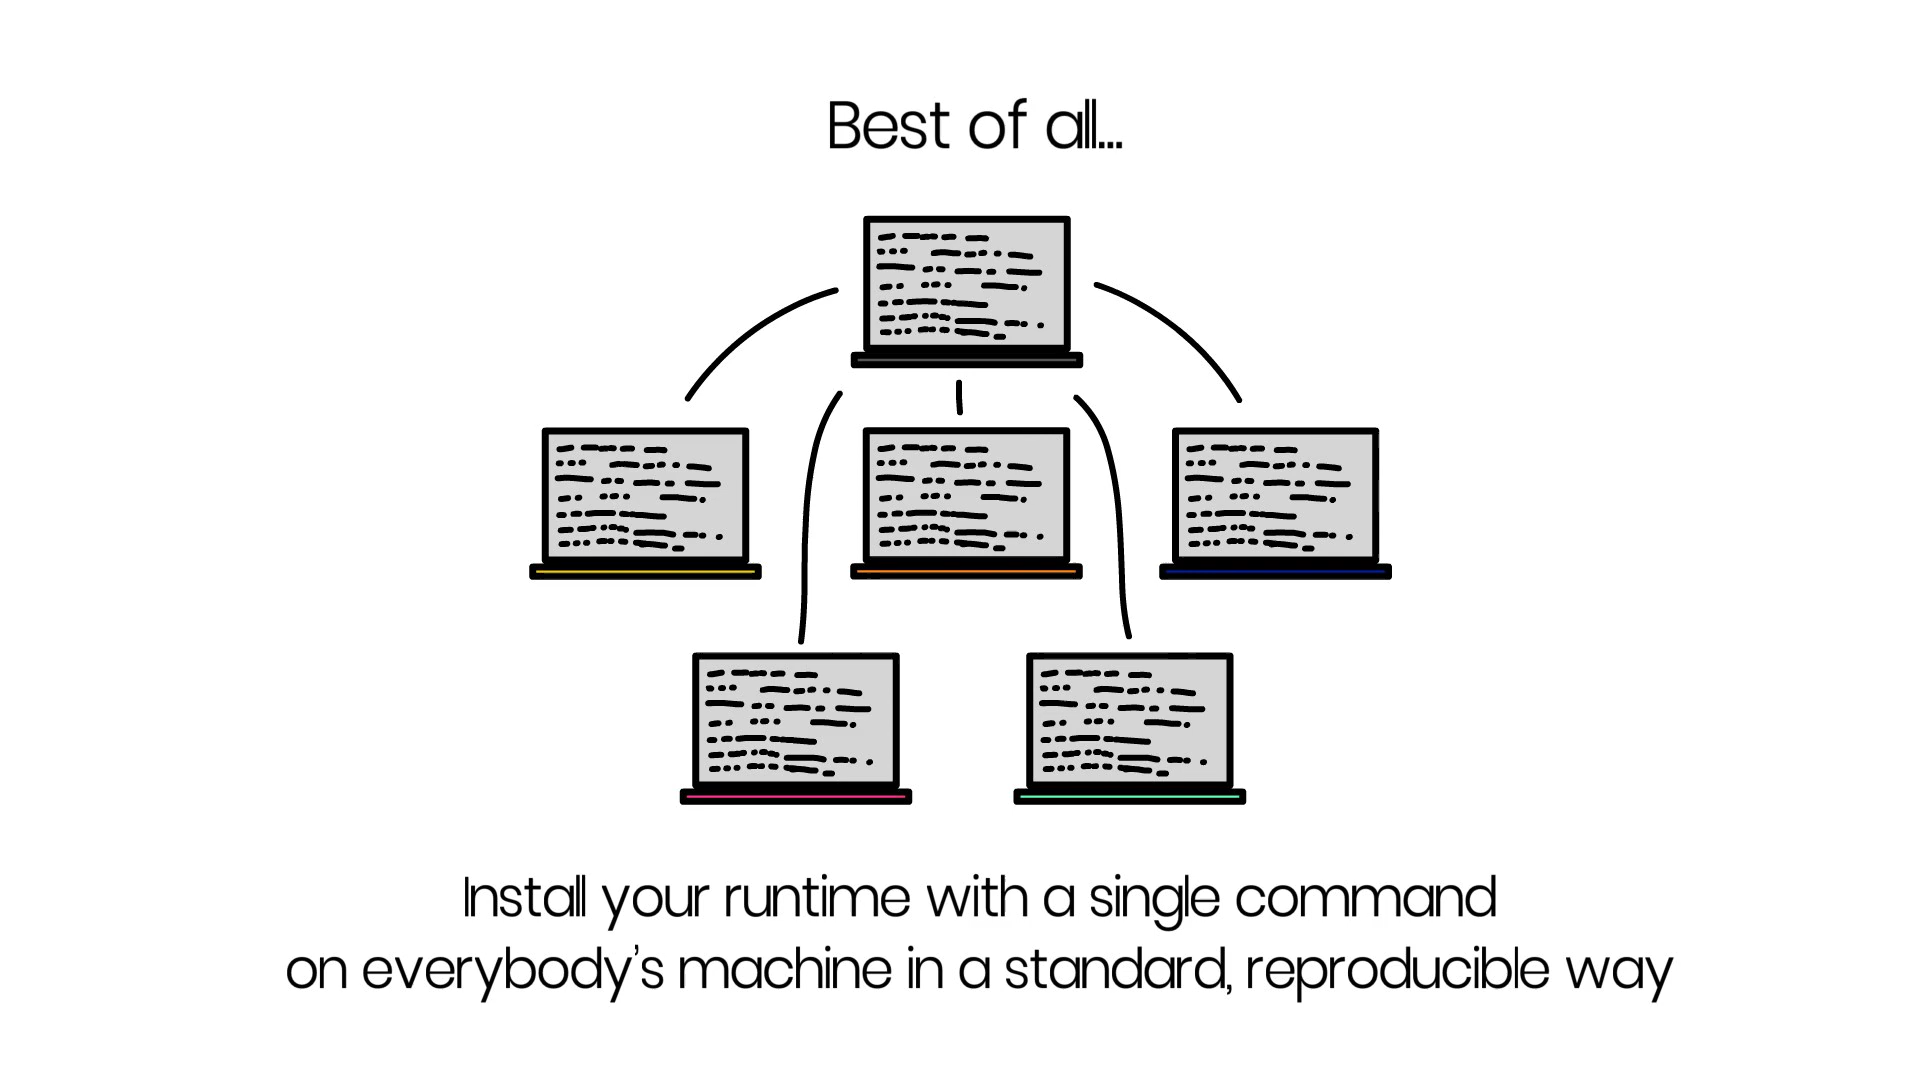 Best of all...
Install your runtime with a single command
on everybody's machine in a standard, reproducible way